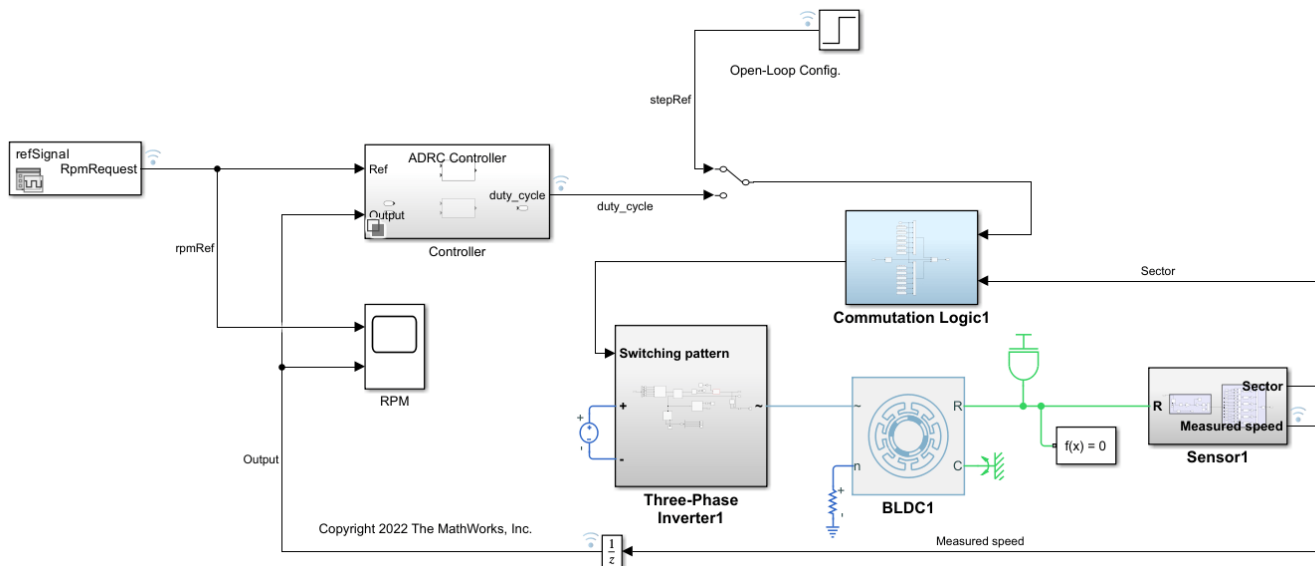 Open-Loop Config.
stepRef
refSignal
RpmRequest
ADRC Controller
Ref
duty_cycle
Output
duty_cycle
Controller
rpmRef
Sector
Commutation Logic1
Switching pattern
RPM
+
+
~
~
R
R
Sector
-
f(x) = 0
Measured speed
-
n
C
Sensor1
Output
+
-
Three-Phase
Inverter1
BLDC1
Copyright 2022 The MathWorks, Inc.
1
z
Measured speed